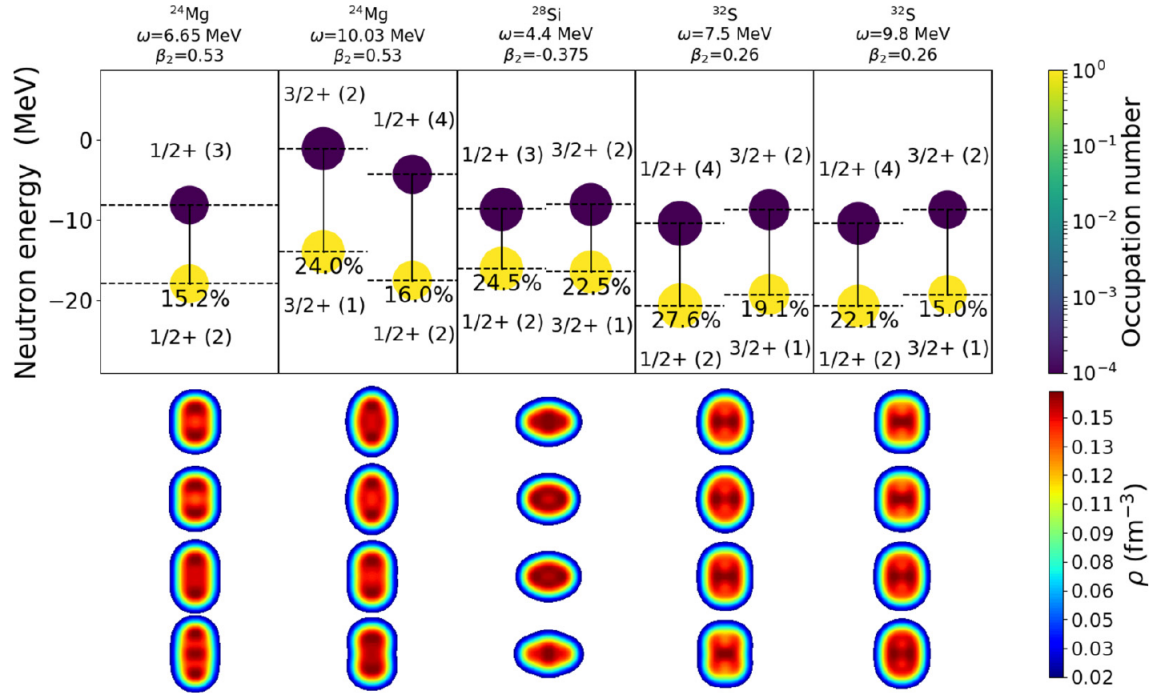 ²⁴Mg
ω=6.65 MeV
β₂=0.53
²⁴Mg
ω=10.03 MeV
β₂=0.53
²⁸Si
ω=4.4 MeV
β₂=-0.375
³²S
ω=7.5 MeV
β₂=0.26
³²S
ω=9.8 MeV
β₂=0.26
Neutron energy (MeV)
0
−10
−20
1/2+ (3)
15.2%
1/2+ (2)
3/2+ (2)
1/2+ (4)
24.0%
16.0%
3/2+ (1)
1/2+ (2)
1/2+ (3)
3/2+ (2)
24.5%
22.5%
1/2+ (2)
3/2+ (1)
1/2+ (4)
3/2+ (2)
27.6%
19.1%
1/2+ (2)
3/2+ (1)
1/2+ (4)
3/2+ (2)
22.1%
15.0%
1/2+ (2)
3/2+ (1)
10⁰
10⁻¹
10⁻²
10⁻³
10⁻⁴
Occupation number
0.15
0.13
0.11
0.09
0.08
0.06
0.05
0.03
0.02
ρ (fm⁻³)